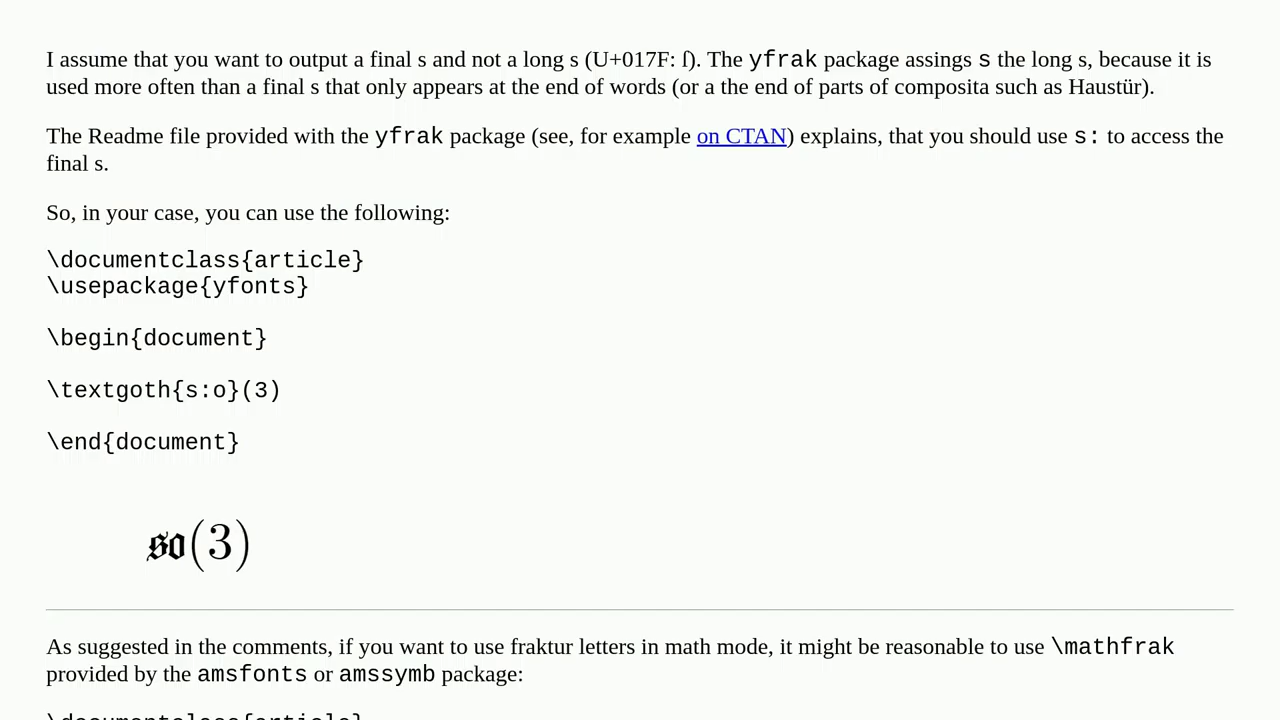 I assume that you want to output a final s and not a long s (U+017F: ſ). The yfrak package assings s the long s, because it is
used more often than a final s that only appears at the end of words (or a the end of parts of composita such as Haustür).
The Readme file provided with the yfrak package (see, for example on CTAN) explains, that you should use s: to access the
final s.
So, in your case, you can use the following:
\documentclass{article}
\usepackage{yfonts}
\begin{document}
\textgoth{s:o}(3)
\end{document}
𝔰𝔬(3)
As suggested in the comments, if you want to use fraktur letters in math mode, it might be reasonable to use \mathfrak
provided by the amsfonts or amssymb package:
\documentclass{article}